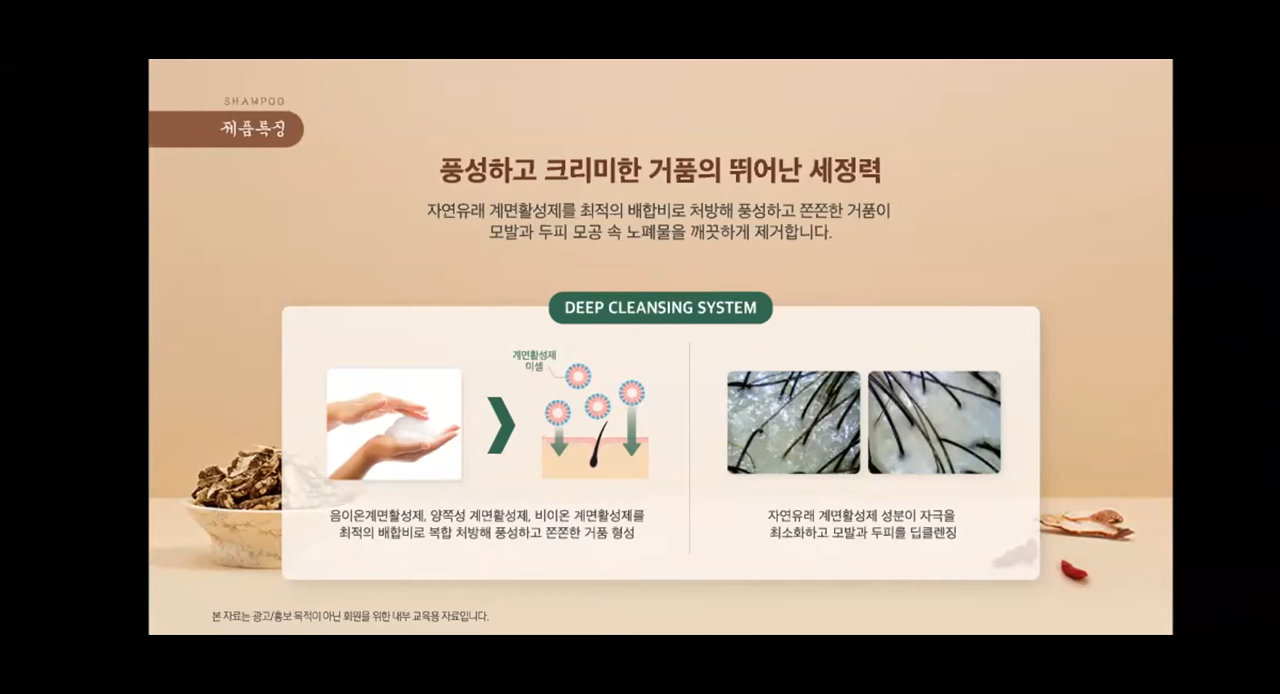 SHAMPOO
제품특징
풍성하고 크리미한 거품의 뛰어난 세정력
자연유래 계면활성제를 최적의 배합비로 처방해 풍성하고 쫀쫀한 거품이
모발과 두피 모공 속 노폐물을 깨끗하게 제거합니다.
DEEP CLEANSING SYSTEM
계면활성제
미셀
음이온계면활성제, 양쪽성 계면활성제, 비이온 계면활성제를
최적의 배합비로 복합 처방해 풍성하고 쫀쫀한 거품 형성
자연유래 계면활성제 성분이 자극을
최소화하고 모발과 두피를 딥클렌징
본 자료는 광고/홍보 목적이 아닌 회원을 위한 내부 교육용 자료입니다.